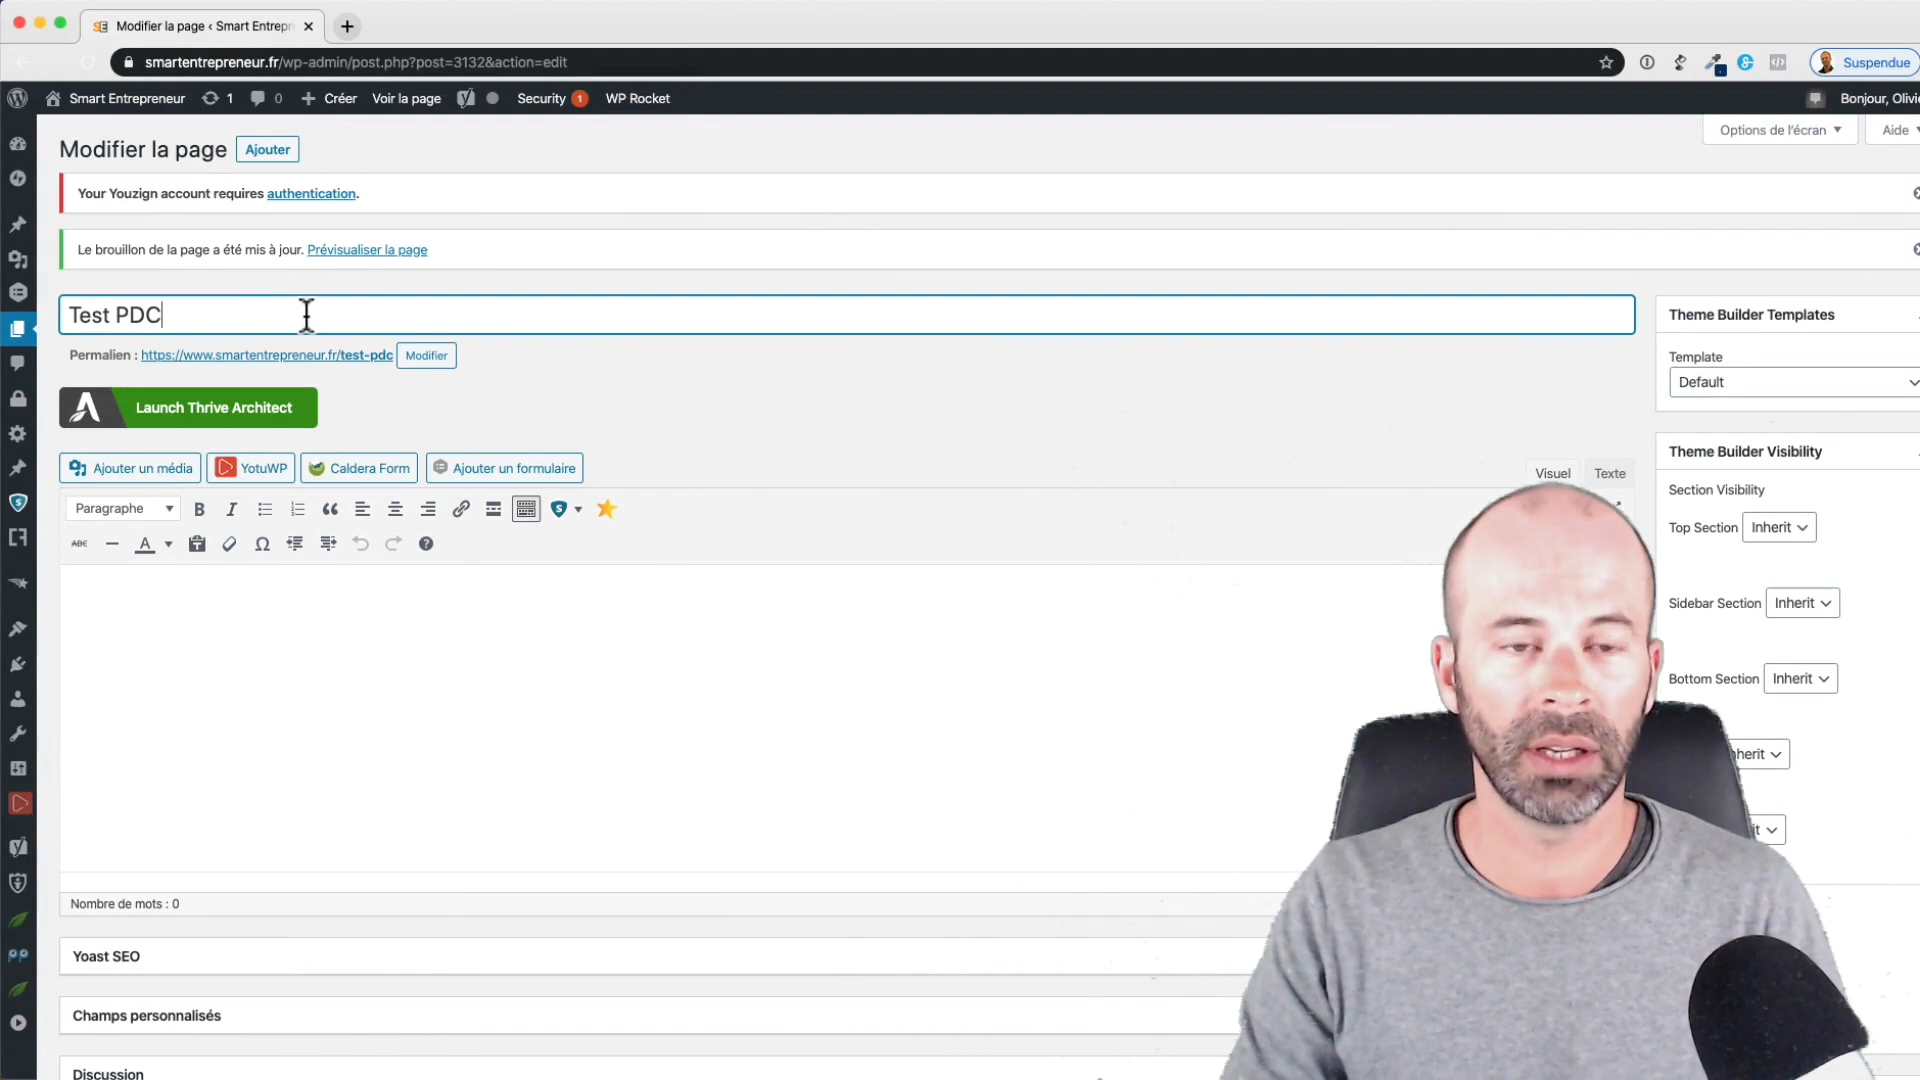 Modifier la page ‹ Smart Entrepr
smartentrepreneur.fr/wp-admin/post.php?post=3132&action=edit
Suspendue
Smart Entrepreneur 1 0 Créer Voir la page Security 1 WP Rocket
Bonjour, Olivie
Options de l'écran Aide
Modifier la page Ajouter
Your Youzign account requires authentication.
Le brouillon de la page a été mis à jour. Prévisualiser la page
Test PDC
Permalien : https://www.smartentrepreneur.fr/test-pdc Modifier
Launch Thrive Architect
Ajouter un média YotuWP Caldera Form Ajouter un formulaire
Visuel Texte
Paragraphe
Nombre de mots : 0
Yoast SEO
Champs personnalisés
Discussion
Theme Builder Templates
Template
Default
Theme Builder Visibility
Section Visibility
Top Section Inherit
Sidebar Section Inherit
Bottom Section Inherit
herit
it